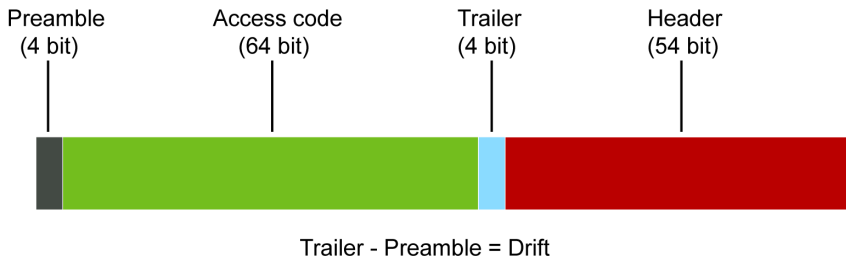 Preamble
(4 bit)
Access code
(64 bit)
Trailer
(4 bit)
Header
(54 bit)
Trailer - Preamble = Drift